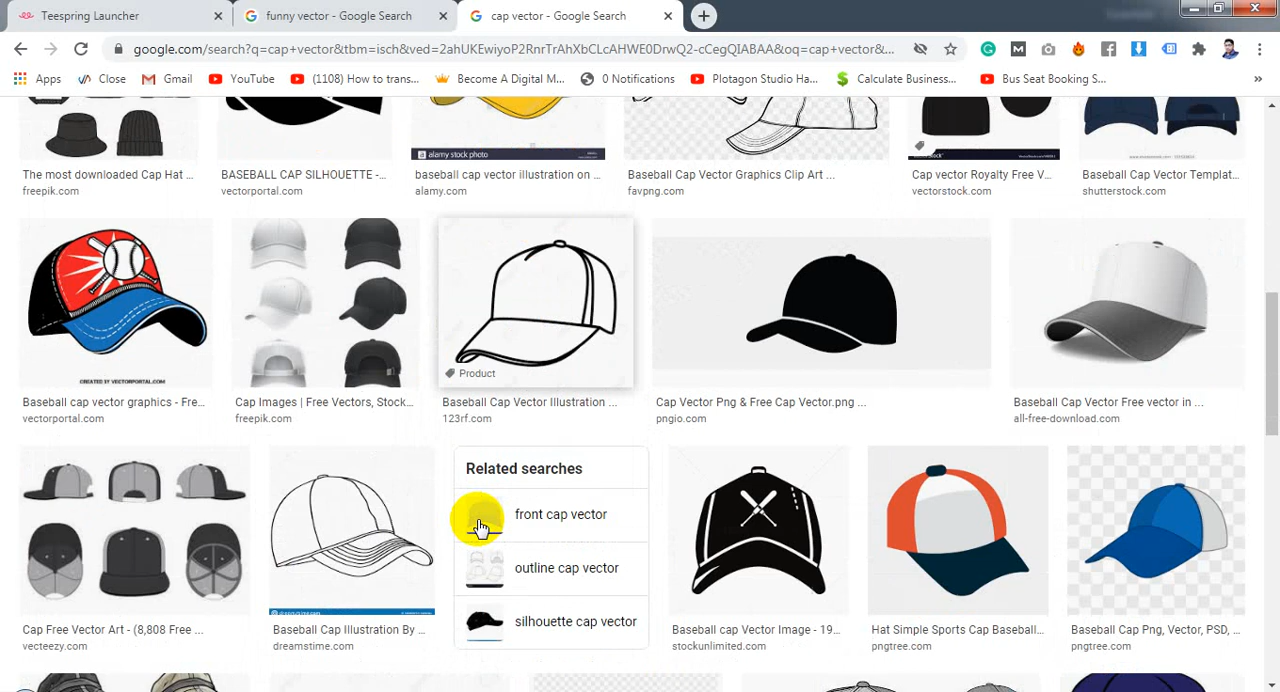 Teespring Launcher
funny vector - Google Search
cap vector - Google Search
google.com/search?q=cap+vector&tbm=isch&ved=2ahUKEwiyoP2RnrTrAhXbCLcAHWE0DrwQ2-cCegQIABAA&oq=cap+vector&...
Apps
Close
Gmail
YouTube
(1108) How to trans...
Become A Digital M...
0 Notifications
Plotagon Studio Ha...
Calculate Business...
Bus Seat Booking S...
»
alamy stock photo
The most downloaded Cap Hat ...
BASEBALL CAP SILHOUETTE -...
baseball cap vector illustration on ...
Baseball Cap Vector Graphics Clip Art ...
Cap vector Royalty Free V...
Baseball Cap Vector Templat...
freepik.com
vectorportal.com
alamy.com
favpng.com
vectorstock.com
shutterstock.com
CREATED BY VECTORPORTAL.COM
Product
Baseball cap vector graphics - Fre...
Cap Images | Free Vectors, Stock...
Baseball Cap Vector Illustration ...
Cap Vector Png & Free Cap Vector.png ...
Baseball Cap Vector Free vector in ...
vectorportal.com
freepik.com
123rf.com
pngio.com
all-free-download.com
Related searches
front cap vector
outline cap vector
silhouette cap vector
Cap Free Vector Art - (8,808 Free ...
Baseball Cap Illustration By ...
Baseball cap Vector Image - 19...
Hat Simple Sports Cap Baseball...
Baseball Cap Png, Vector, PSD, ...
vecteezy.com
dreamstime.com
stockunlimited.com
pngtree.com
pngtree.com